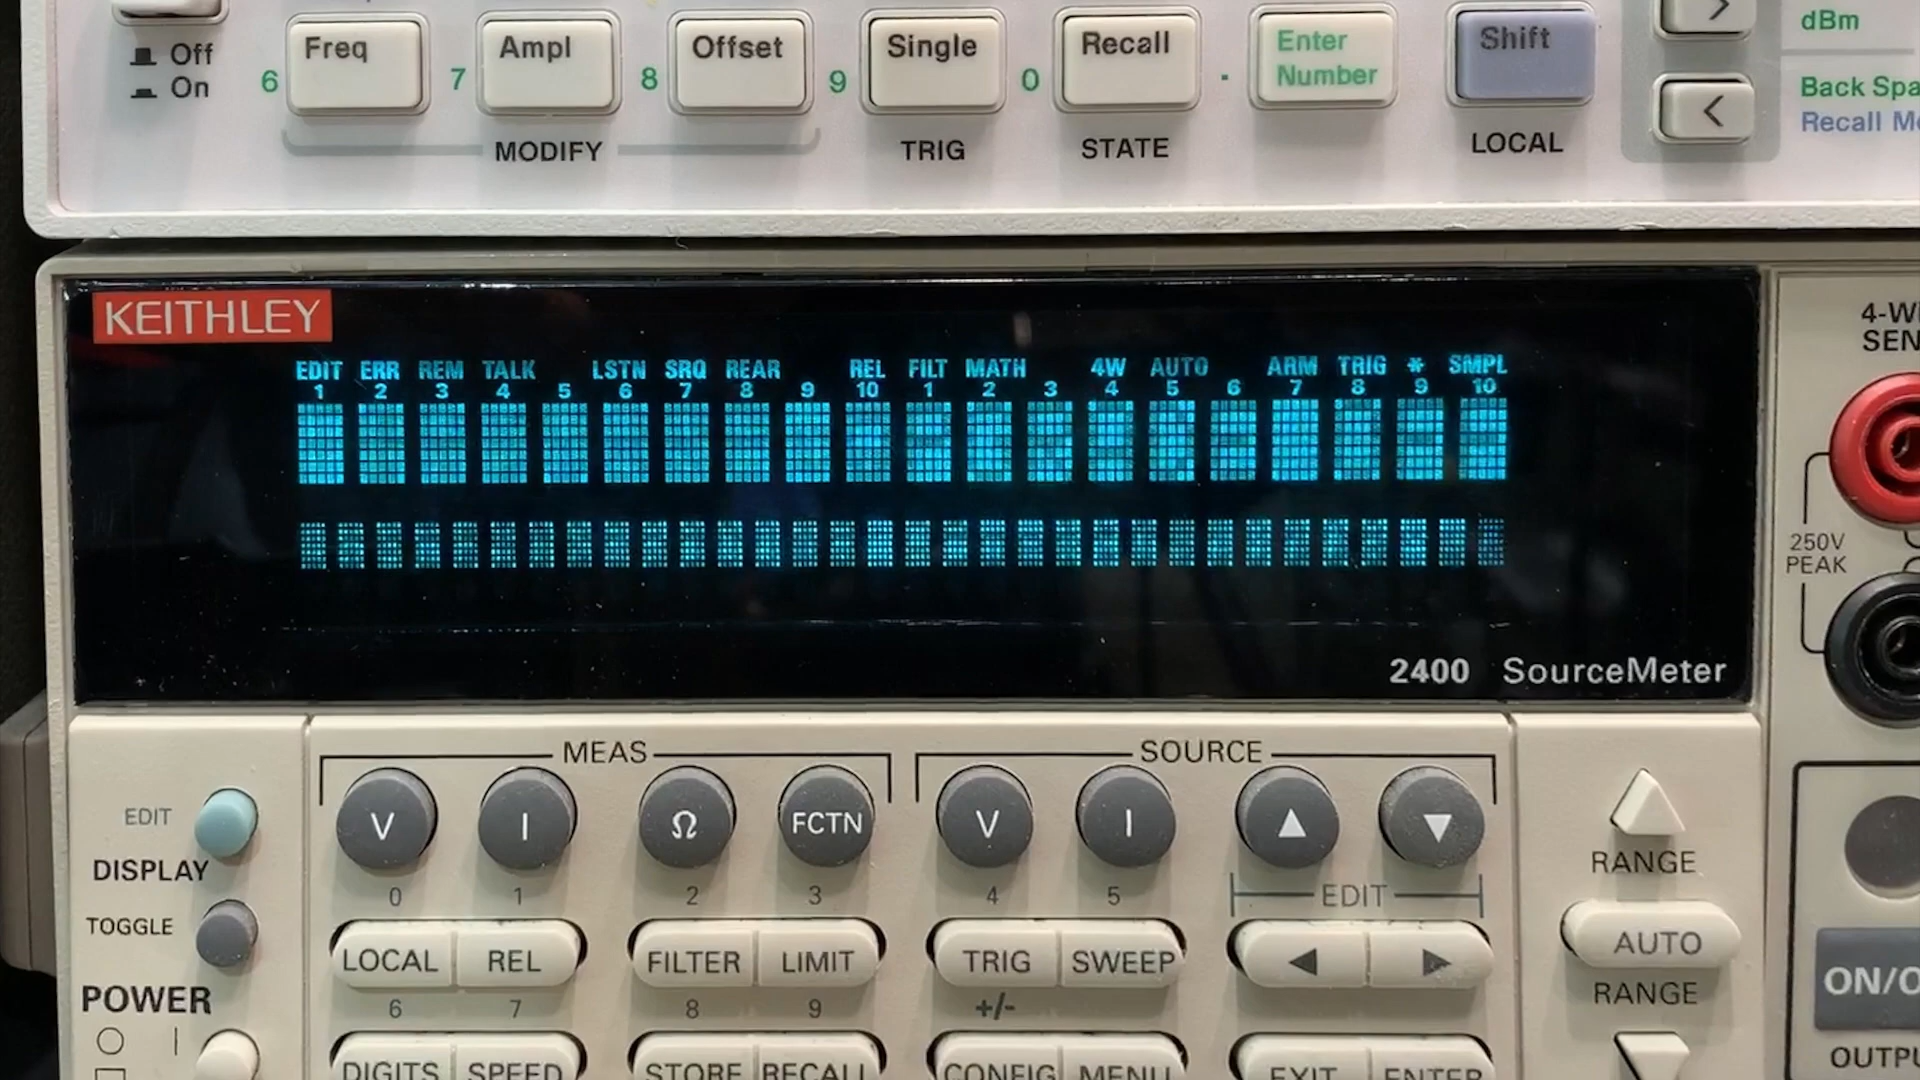 Off
On
6 Freq 7 Ampl 8 Offset 9 Single 0 Recall . Enter Number Shift > dBm
< Back Spa
Recall Me
MODIFY TRIG STATE LOCAL
KEITHLEY
4-WI
SEN
EDIT ERR REM TALK LSTN SRQ REAR REL FILT MATH 4W AUTO ARM TRIG * SMPL
1 2 3 4 5 6 7 8 9 10 1 2 3 4 5 6 7 8 9 10
250V
PEAK
2400 SourceMeter
MEAS SOURCE
EDIT V I Ω FCTN V I ▲ ▼
DISPLAY RANGE
0 1 2 3 4 5 EDIT
TOGGLE
LOCAL REL FILTER LIMIT TRIG SWEEP ◀ ▶ AUTO
ON/O
POWER RANGE
6 7 8 9 +/-
DIGITS SPEED STORE RECALL CONFIG MENU EXIT ENTER
OUTPU